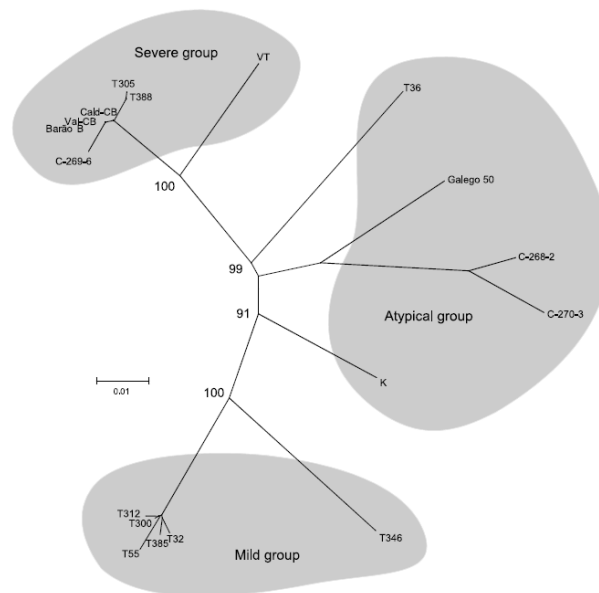 Severe group
VT
T305
T388
Cald-CB
Val-CB
Barão B
C-269-6
T36
100
Galego 50
99
C-268-2
C-270-3
91
Atypical group
K
0.01
100
T312
T300
T32
T385
T55
T346
Mild group